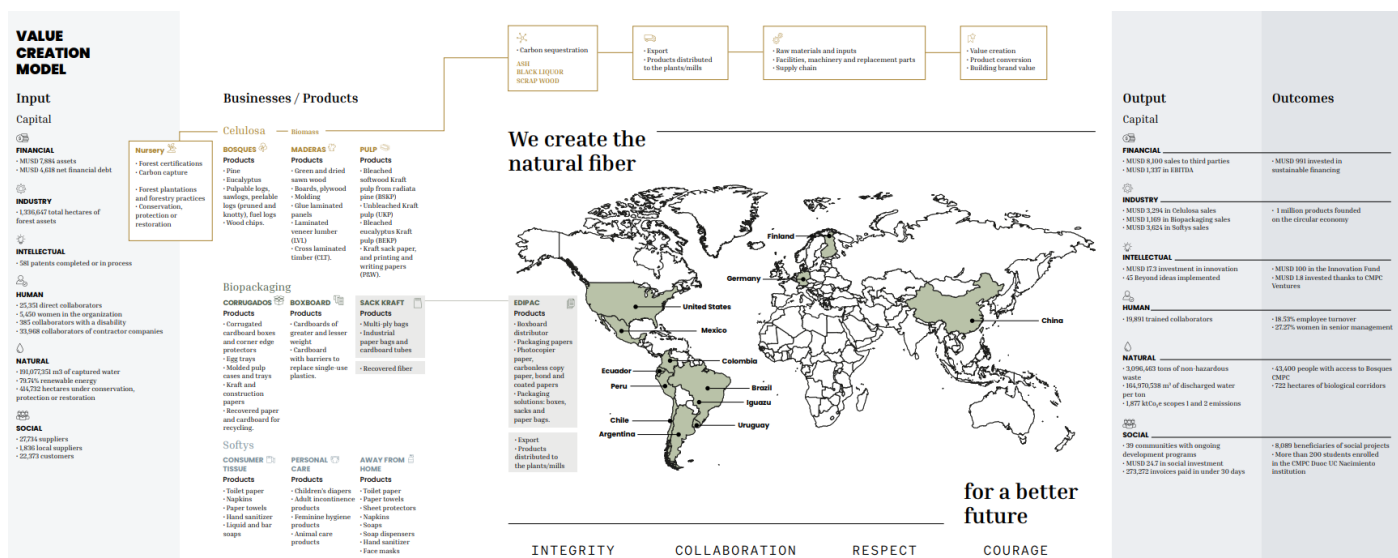 VALUE
CREATION
MODEL
Input
Capital
FINANCIAL
• MUSD 7,884 assets
• MUSD 4,618 net financial debt
INDUSTRY
• 1,336,647 total hectares of
forest assets
INTELLECTUAL
• 581 patents completed or in process
HUMAN
• 25,351 direct collaborators
• 5,450 women in the organization
• 385 collaborators with a disability
• 33,968 collaborators of contractor companies
NATURAL
• 191,077,351 m3 of captured water
• 79.74% renewable energy
• 414,732 hectares under conservation,
protection or restoration
SOCIAL
• 27,734 suppliers
• 1,836 local suppliers
• 22,373 customers
Nursery
• Forest certifications
• Carbon capture
• Forest plantations
and forestry practices
• Conservation,
protection or
restoration
Businesses / Products
Celulosa
Biomass
BOSQUES
Products
• Pine
• Eucalyptus
• Pulpable logs,
sawlogs, peelable
logs (pruned and
knotty), fuel logs
• Wood chips.
MADERAS
Products
• Green and dried
sawn wood
• Boards, plywood
• Molding
• Glue laminated
panels
• Laminated
veneer lumber
(LVL)
• Cross laminated
timber (CLT).
PULP
Products
• Bleached
softwood Kraft
pulp from radiata
pine (BSKP)
• Unbleached Kraft
pulp (UKP)
• Bleached
eucalyptus Kraft
pulp (BEKP)
• Kraft sack paper,
and printing and
writing papers
(P&W).
Biopackaging
CORRUGADOS
Products
• Corrugated
cardboard boxes
and corner edge
protectors
• Egg trays
• Molded pulp
cases and trays
• Kraft and
construction
papers
• Recovered paper
and cardboard for
recycling.
BOXBOARD
Products
• Cardboards of
greater and lesser
weight
• Cardboard
with barriers to
replace single-use
plastics.
SACK KRAFT
Products
• Multi-ply bags
• Industrial
paper bags and
cardboard tubes
• Recovered fiber
EDIPAC
Products
• Boxboard
distributor
• Packaging papers
• Photocopier
paper,
carbonless copy
paper, bond and
coated papers
• Packaging
solutions: boxes,
sacks and
paper bags.
• Export
• Products
distributed to
the plants/mills
Softys
CONSUMER
TISSUE
Products
• Toilet paper
• Napkins
• Paper towels
• Hand sanitizer
• Liquid and bar
soaps
PERSONAL
CARE
Products
• Children's diapers
• Adult incontinence
products
• Feminine hygiene
products
• Animal care
products
AWAY FROM
HOME
Products
• Toilet paper
• Paper towels
• Sheet protectors
• Napkins
• Soaps
• Soap dispensers
• Hand sanitizer
• Face masks
• Carbon sequestration
ASH
BLACK LIQUOR
SCRAP WOOD
• Export
• Products distributed
to the plants/mills
• Raw materials and inputs
• Facilities, machinery and replacement parts
• Supply chain
• Value creation
• Product conversion
• Building brand value
We create the
natural fiber
Finland
Germany
United States
China
Mexico
Colombia
Ecuador
Peru
Brazil
Iguazu
Chile
Uruguay
Argentina
for a better
future
INTEGRITY
COLLABORATION
RESPECT
COURAGE
Output
Capital
Outcomes
FINANCIAL
• MUSD 8,100 sales to third parties
• MUSD 1,337 in EBITDA
• MUSD 991 invested in
sustainable financing
INDUSTRY
• MUSD 3,294 in Celulosa sales
• MUSD 1,169 in Biopackaging sales
• MUSD 3,624 in Softys sales
• 1 million products founded
on the circular economy
INTELLECTUAL
• MUSD 17.3 investment in innovation
• 45 Beyond ideas implemented
• MUSD 100 in the Innovation Fund
• MUSD 1.8 invested thanks to CMPC
Ventures
HUMAN
• 19,891 trained collaborators
• 18.53% employee turnover
• 27.27% women in senior management
NATURAL
• 3,096,463 tons of non-hazardous
waste
• 164,970,538 m³ of discharged water
per ton
• 1,877 ktCO₂e scopes 1 and 2 emissions
• 43,400 people with access to Bosques
CMPC
• 722 hectares of biological corridors
SOCIAL
• 39 communities with ongoing
development programs
• MUSD 24.7 in social investment
• 273,272 invoices paid in under 30 days
• 8,089 beneficiaries of social projects
• More than 200 students enrolled
in the CMPC Duoc UC Nacimiento
institution